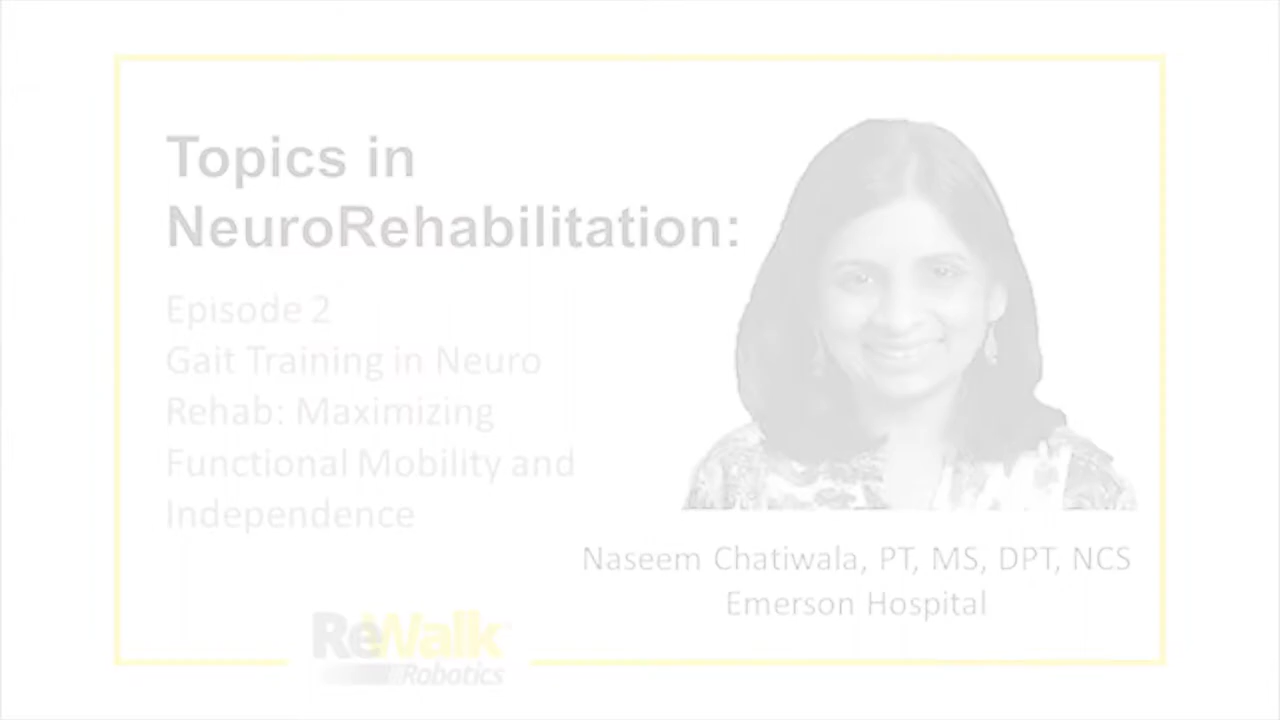 Topics in
NeuroRehabilitation:
Episode 2
Gait Training in Neuro
Rehab: Maximizing
Functional Mobility and
Independence
Naseem Chatiwala, PT, MS, DPT, NCS
Emerson Hospital
ReWalk
Robotics